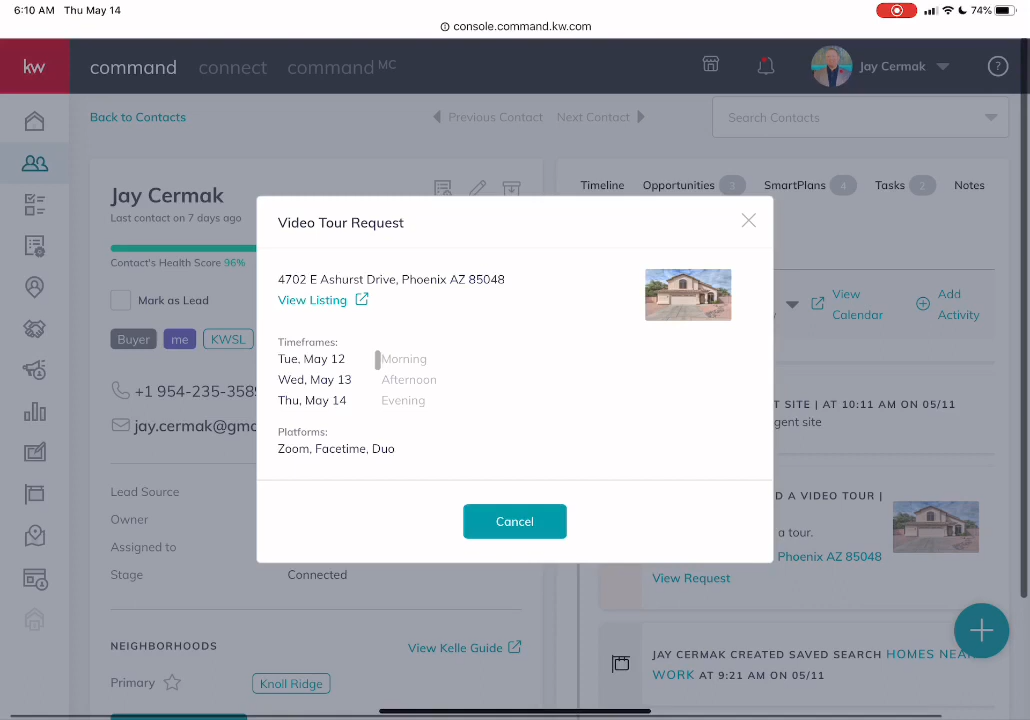 6:10 AM Thu May 14
74%
console.command.kw.com
kw
command
connect
command MC
Jay Cermak
?
Back to Contacts
Previous Contact
Next Contact
Search Contacts
Jay Cermak
Last contact on 7 days ago
Contact's Health Score 96%
Mark as Lead
Buyer
me
KWSL
+1 954-235-3589
jay.cermak@gmo
Lead Source
Owner
Assigned to
Stage
Connected
NEIGHBORHOODS
View Kelle Guide
Primary
Knoll Ridge
Timeline
Opportunities 3
SmartPlans 4
Tasks 2
Notes
Video Tour Request
4702 E Ashurst Drive, Phoenix AZ 85048
View Listing
Timeframes:
Tue, May 12 Morning
Wed, May 13 Afternoon
Thu, May 14 Evening
Platforms:
Zoom, Facetime, Duo
Cancel
View
Calendar
Add
Activity
T SITE | AT 10:11 AM ON 05/11
gent site
D A VIDEO TOUR |
a tour.
Phoenix AZ 85048
View Request
JAY CERMAK CREATED SAVED SEARCH HOMES NEA
WORK AT 9:21 AM ON 05/11